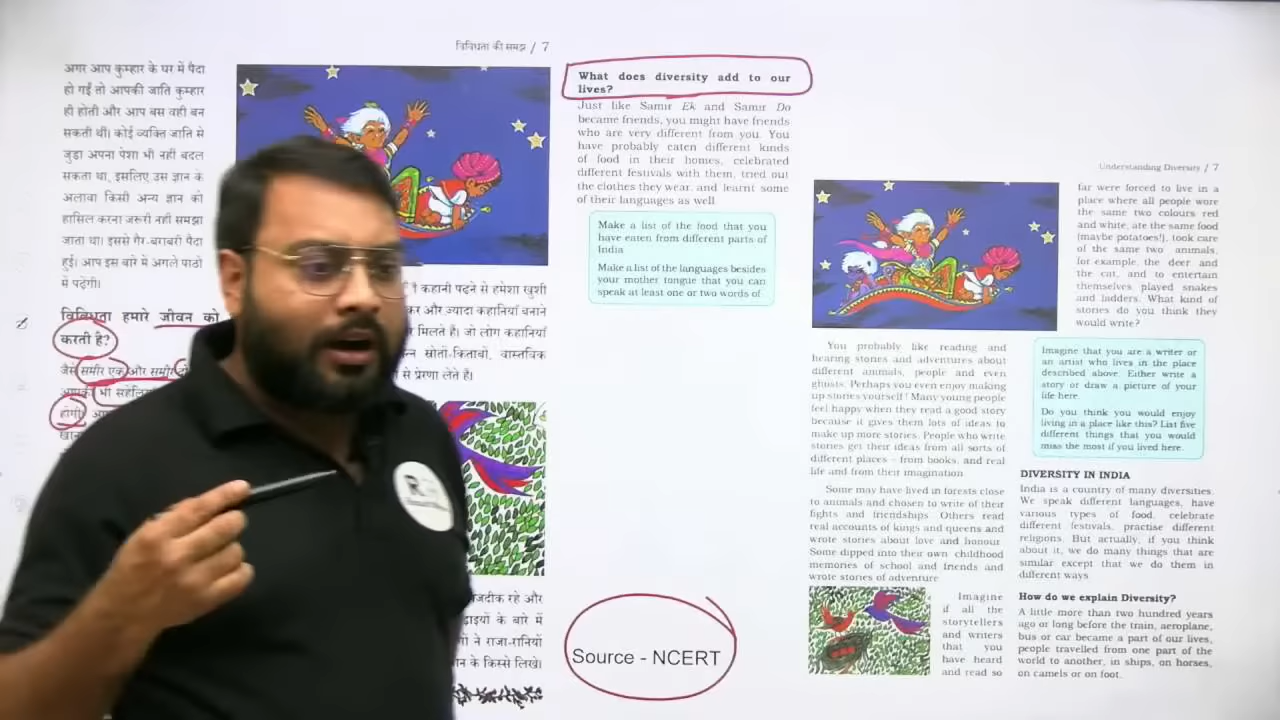 विविधता की समझ / 7
अगर आप कुम्हार के घर में पैदा
हो गईं तो आपकी जाति कुम्हार
ही होती और आप बस वही बन
सकती थीं। कोई व्यक्ति जाति से
जुड़ा अपना पेशा भी नहीं बदल
सकता था, इसलिए उस ज्ञान के
अलावा किसी अन्य ज्ञान को
हासिल करना जरूरी नहीं समझा
जाता था। इससे गैर-बराबरी पैदा
हुई। आप इस बारे में अगले पाठों
में पढ़ेंगी।
विविधता हमारे जीवन को
करती है?
जैसे समीर एक और समीर
आपकी भी सहेलि
होंगी।
खान
कहानी पढ़ने से हमेशा खुशी
कर और ज्यादा कहानियाँ बनाने
मिलते हैं। जो लोग कहानियाँ
स्रोतों-किताबों, वास्तविक
से प्रेरणा लेते हैं।
जदीक रहे और
ड़ाइयों के बारे में
ने राजा-रानियों
के किस्से लिखे।
What does diversity add to our
lives?
Just like Samir Ek and Samir Do
became friends, you might have friends
who are very different from you. You
have probably eaten different kinds
of food in their homes, celebrated
different festivals with them, tried out
the clothes they wear, and learnt some
of their languages as well.
Make a list of the food that you
have eaten from different parts of
India
Make a list of the languages besides
your mother tongue that you can
speak at least one or two words of
Source - NCERT
Understanding Diversity / 7
You probably like reading and
hearing stories and adventures about
different animals, people and even
ghosts. Perhaps you even enjoy making
up stories yourself! Many young people
feel happy when they read a good story
because it gives them lots of ideas to
make up more stories. People who write
stories get their ideas from all sorts of
different places – from books, and real
life and from their imagination.
Some may have lived in forests close
to animals and chosen to write of their
fights and friendships. Others read
real accounts of kings and queens and
wrote stories about love and honour.
Some dipped into their own childhood
memories of school and friends and
wrote stories of adventure
Imagine
if all the
storytellers
and writers
that you
have heard
and read so
far were forced to live in a
place where all people wore
the same two colours red
and white, ate the same food
(maybe potatoes!), took care
of the same two animals,
for example, the deer and
the cat, and to entertain
themselves played snakes
and ladders. What kind of
stories do you think they
would write?
Imagine that you are a writer or
an artist who lives in the place
described above. Either write a
story or draw a picture of your
life here.
Do you think you would enjoy
living in a place like this? List five
different things that you would
miss the most if you lived here.
DIVERSITY IN INDIA
India is a country of many diversities.
We speak different languages, have
various types of food, celebrate
different festivals, practise different
religions. But actually, if you think
about it, we do many things that are
similar except that we do them in
different ways
How do we explain Diversity?
A little more than two hundred years
ago or long before the train, aeroplane,
bus or car became a part of our lives,
people travelled from one part of the
world to another, in ships, on horses,
on camels or on foot.